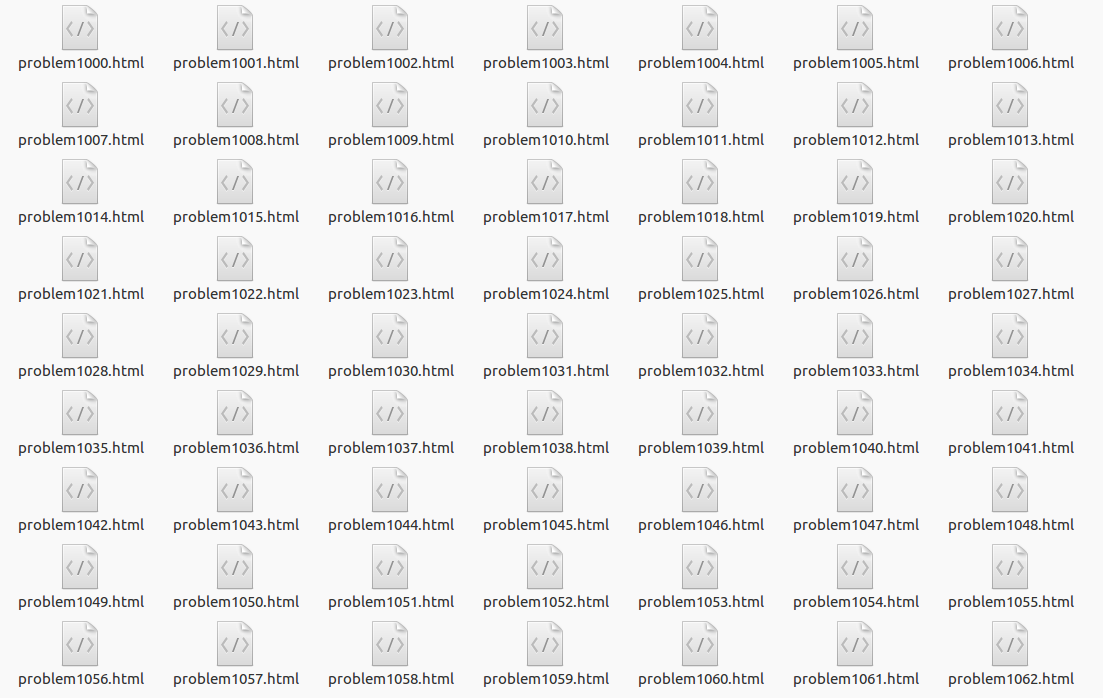 problem1000.html problem1001.html problem1002.html problem1003.html problem1004.html problem1005.html problem1006.html
problem1007.html problem1008.html problem1009.html problem1010.html problem1011.html problem1012.html problem1013.html
problem1014.html problem1015.html problem1016.html problem1017.html problem1018.html problem1019.html problem1020.html
problem1021.html problem1022.html problem1023.html problem1024.html problem1025.html problem1026.html problem1027.html
problem1028.html problem1029.html problem1030.html problem1031.html problem1032.html problem1033.html problem1034.html
problem1035.html problem1036.html problem1037.html problem1038.html problem1039.html problem1040.html problem1041.html
problem1042.html problem1043.html problem1044.html problem1045.html problem1046.html problem1047.html problem1048.html
problem1049.html problem1050.html problem1051.html problem1052.html problem1053.html problem1054.html problem1055.html
problem1056.html problem1057.html problem1058.html problem1059.html problem1060.html problem1061.html problem1062.html